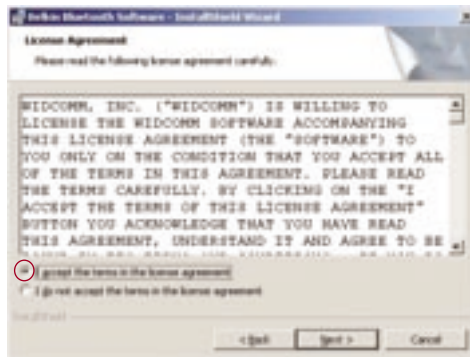 Belkin Bluetooth Software - InstallShield Wizard
License Agreement
Please read the following license agreement carefully.
WIDCOMM, INC. ("WIDCOMM") IS WILLING TO
LICENSE THE WIDCOMM SOFTWARE ACCOMPANYING
THIS LICENSE AGREEMENT (THE "SOFTWARE") TO
YOU ONLY ON THE CONDITION THAT YOU ACCEPT ALL
OF THE TERMS IN THIS AGREEMENT. PLEASE READ
THE TERMS CAREFULLY. BY CLICKING ON THE "I
ACCEPT THE TERMS OF THIS LICENSE AGREEMENT"
BUTTON YOU ACKNOWLEDGE THAT YOU HAVE READ
THIS AGREEMENT, UNDERSTAND IT AND AGREE TO BE
I accept the terms in the license agreement
I do not accept the terms in the license agreement
InstallShield
< Back Next > Cancel